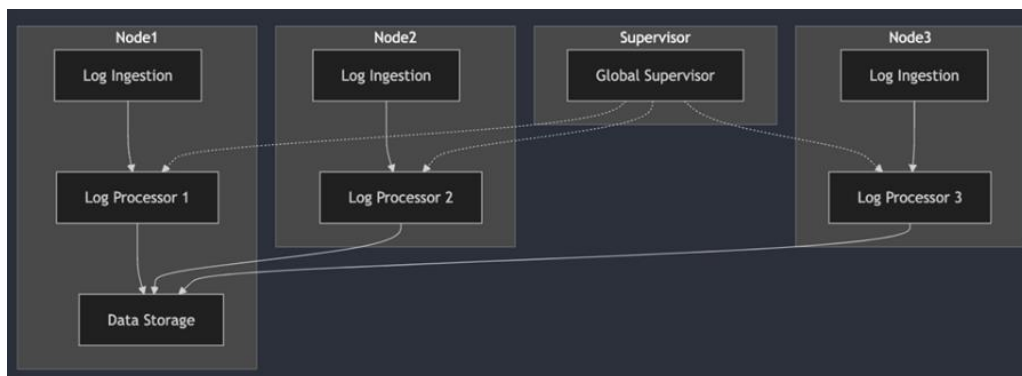 Node1
Node2
Supervisor
Node3
Log Ingestion
Log Ingestion
Global Supervisor
Log Ingestion
Log Processor 1
Log Processor 2
Log Processor 3
Data Storage